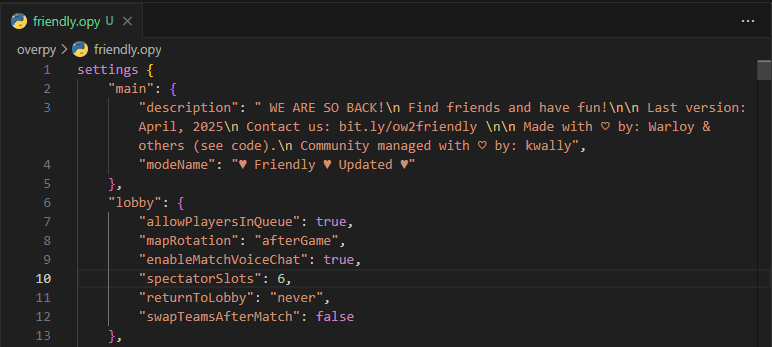 friendly.opy U ×
...
overpy > friendly.opy
1 settings {
2 "main": {
3 "description": " WE ARE SO BACK!\n Find friends and have fun!\n\n Last version:
April, 2025\n Contact us: bit.ly/ow2friendly \n\n Made with ♡ by: Warloy &
others (see code).\n Community managed with ♡ by: kwally",
4 "modeName": "♥ Friendly ♥ Updated ♥"
5 },
6 "lobby": {
7 "allowPlayersInQueue": true,
8 "mapRotation": "afterGame",
9 "enableMatchVoiceChat": true,
10 "spectatorSlots": 6,
11 "returnToLobby": "never",
12 "swapTeamsAfterMatch": false
13 },